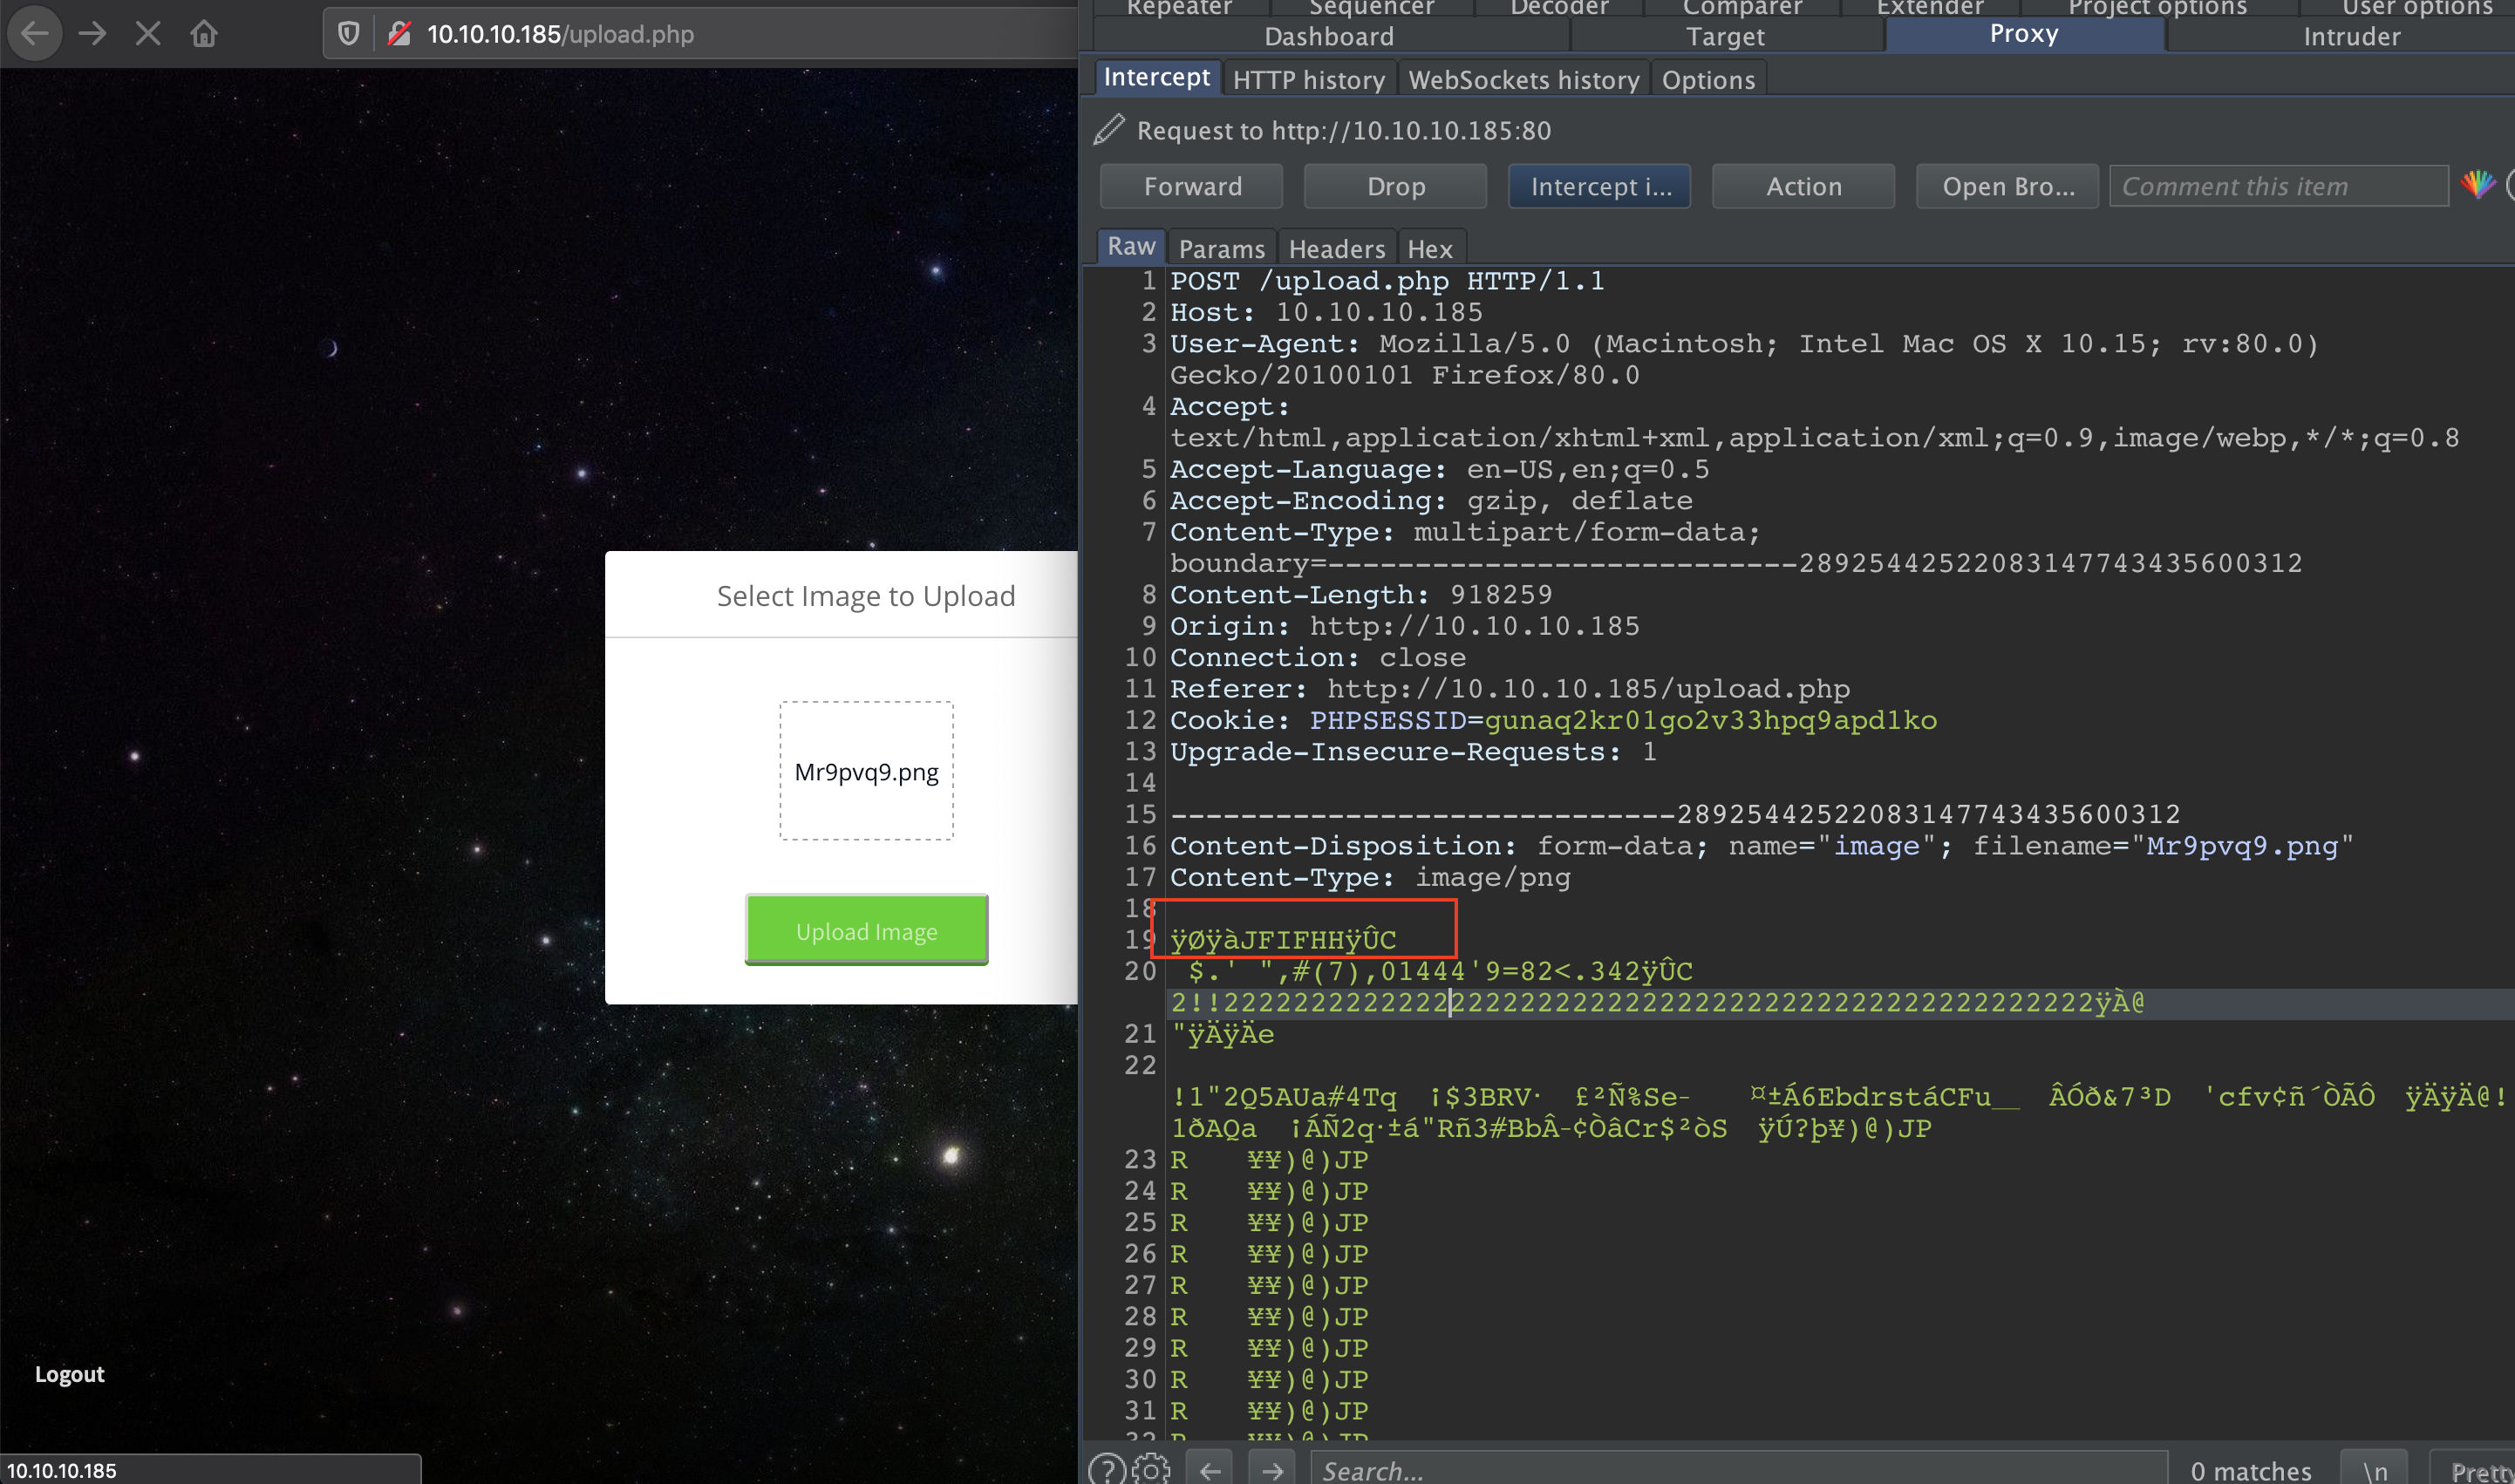 10.10.10.185/upload.php
Select Image to Upload
Mr9pvq9.png
Upload Image
Logout
10.10.10.185
Repeater Sequencer Decoder Comparer Extender Project options User options
Dashboard Target Proxy Intruder
Intercept HTTP history WebSockets history Options
Request to http://10.10.10.185:80
Forward Drop Intercept i... Action Open Bro... Comment this item
Raw Params Headers Hex
1 POST /upload.php HTTP/1.1
2 Host: 10.10.10.185
3 User-Agent: Mozilla/5.0 (Macintosh; Intel Mac OS X 10.15; rv:80.0)
Gecko/20100101 Firefox/80.0
4 Accept:
text/html,application/xhtml+xml,application/xml;q=0.9,image/webp,*/*;q=0.8
5 Accept-Language: en-US,en;q=0.5
6 Accept-Encoding: gzip, deflate
7 Content-Type: multipart/form-data;
boundary=---------------------------28925442522083147743435600312
8 Content-Length: 918259
9 Origin: http://10.10.10.185
10 Connection: close
11 Referer: http://10.10.10.185/upload.php
12 Cookie: PHPSESSID=gunaq2kr01go2v33hpq9apd1ko
13 Upgrade-Insecure-Requests: 1
14
15 -----------------------------28925442522083147743435600312
16 Content-Disposition: form-data; name="image"; filename="Mr9pvq9.png"
17 Content-Type: image/png
18
19 ÿØÿàJFIFHHÿÛC
20 $.' ",#(7),01444'9=82<.342ÿÛC
2!!22222222222222222222222222222222222222222222222222ÿÀ@
21 "ÿÄÿÄe
22
!1"2Q5AUa#4Tq ¡$3BRV· £²Ñ%Se- ¤±Á6EbdrstáCFu__ ÂÓð&7³D 'cfv¢ñ´ÒÃÔ ÿÄÿÄ@!
1ðAQa ¡ÁÑ2q·±á"Rñ3#BbÂ-¢ÒâCr$²òS ÿÚ?þ¥)@)JP
23 R ¥¥)@)JP
24 R ¥¥)@)JP
25 R ¥¥)@)JP
26 R ¥¥)@)JP
27 R ¥¥)@)JP
28 R ¥¥)@)JP
29 R ¥¥)@)JP
30 R ¥¥)@)JP
31 R ¥¥)@)JP
Search... 0 matches \n Pretty